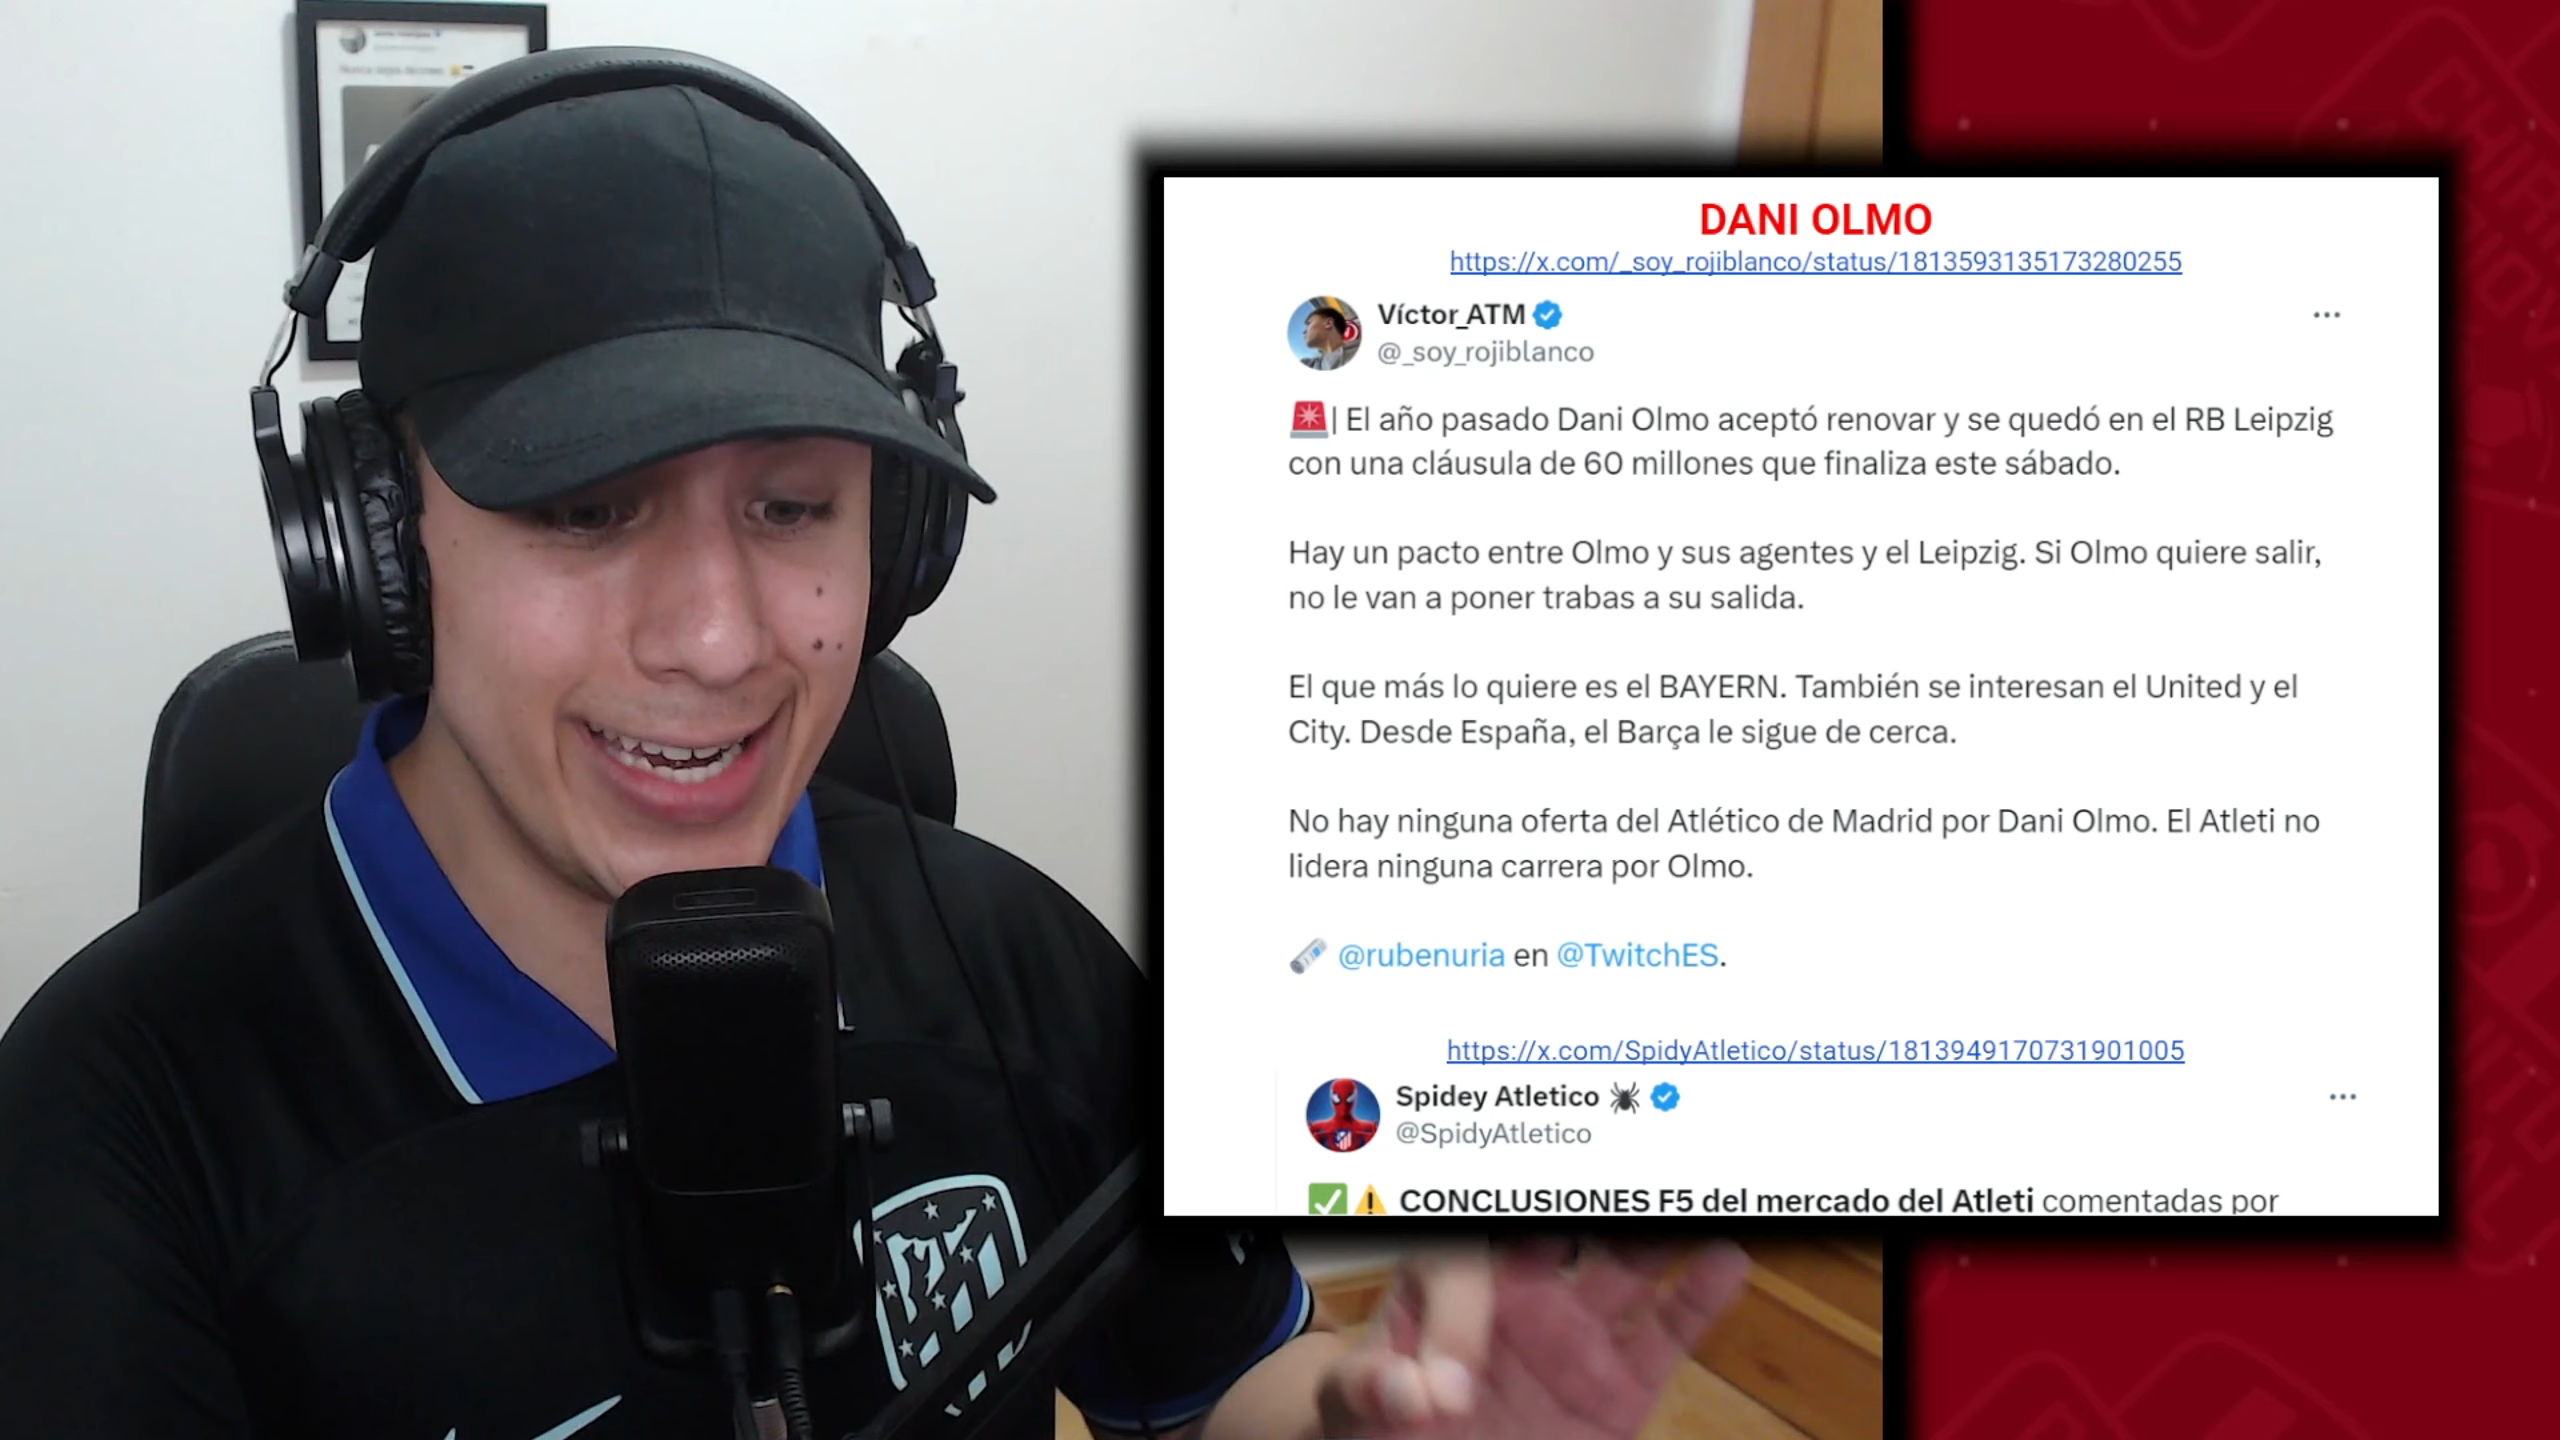 DANI OLMO
https://x.com/_soy_rojiblanco/status/1813593135173280255
Víctor_ATM
@_soy_rojiblanco
🚨| El año pasado Dani Olmo aceptó renovar y se quedó en el RB Leipzig
con una cláusula de 60 millones que finaliza este sábado.
Hay un pacto entre Olmo y sus agentes y el Leipzig. Si Olmo quiere salir,
no le van a poner trabas a su salida.
El que más lo quiere es el BAYERN. También se interesan el United y el
City. Desde España, el Barça le sigue de cerca.
No hay ninguna oferta del Atlético de Madrid por Dani Olmo. El Atleti no
lidera ninguna carrera por Olmo.
🗞️ @rubenuria en @TwitchES.
https://x.com/SpidyAtletico/status/1813949170731901005
Spidey Atletico 🕷️
@SpidyAtletico
✅⚠️ CONCLUSIONES F5 del mercado del Atleti comentadas por